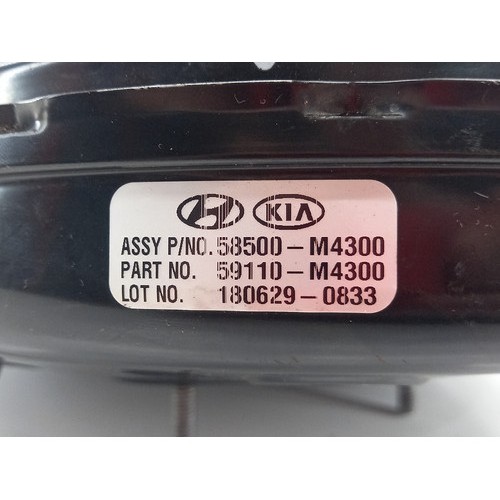 KIA
ASSY P/NO. 58500-M4300
PART NO. 59110-M4300
LOT NO. 180629-0833